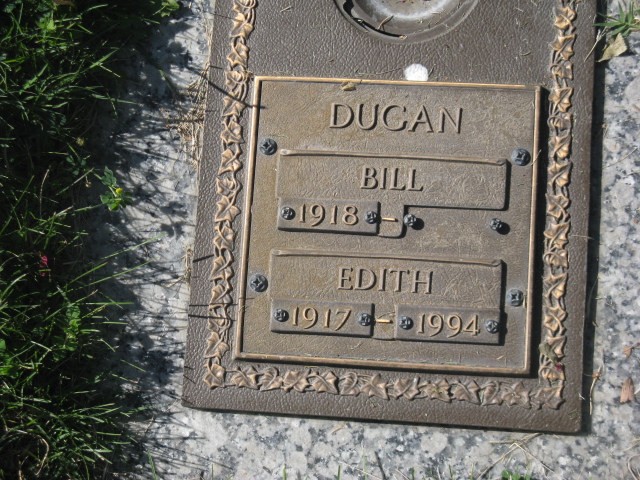 DUGAN
BILL
1918 -
EDITH
1917 - 1994